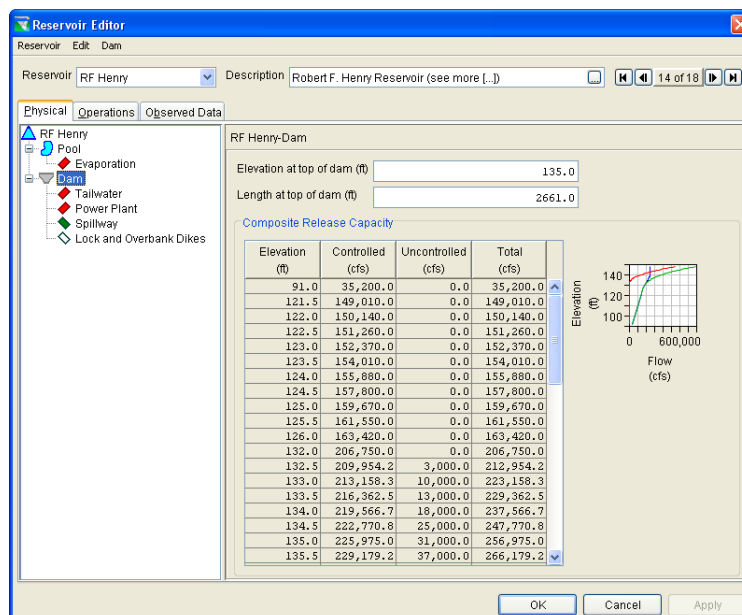 Reservoir Editor
Reservoir Edit Dam
Reservoir RF Henry Description Robert F. Henry Reservoir (see more [...]) ... 14 of 18
Physical Operations Observed Data
RF Henry
Pool
Evaporation
Dam
Tailwater
Power Plant
Spillway
Lock and Overbank Dikes
RF Henry-Dam
Elevation at top of dam (ft) 135.0
Length at top of dam (ft) 2661.0
Composite Release Capacity
Elevation Controlled Uncontrolled Total
(ft) (cfs) (cfs) (cfs)
91.0 35,200.0 0.0 35,200.0
121.5 149,010.0 0.0 149,010.0
122.0 150,140.0 0.0 150,140.0
122.5 151,260.0 0.0 151,260.0
123.0 152,370.0 0.0 152,370.0
123.5 154,010.0 0.0 154,010.0
124.0 155,880.0 0.0 155,880.0
124.5 157,800.0 0.0 157,800.0
125.0 159,670.0 0.0 159,670.0
125.5 161,550.0 0.0 161,550.0
126.0 163,420.0 0.0 163,420.0
132.0 206,750.0 0.0 206,750.0
132.5 209,954.2 3,000.0 212,954.2
133.0 213,158.3 10,000.0 223,158.3
133.5 216,362.5 13,000.0 229,362.5
134.0 219,566.7 18,000.0 237,566.7
134.5 222,770.8 25,000.0 247,770.8
135.0 225,975.0 31,000.0 256,975.0
135.5 229,179.2 37,000.0 266,179.2
Elevation
(ft)
140
120
100
0 600,000
Flow
(cfs)
OK Cancel Apply